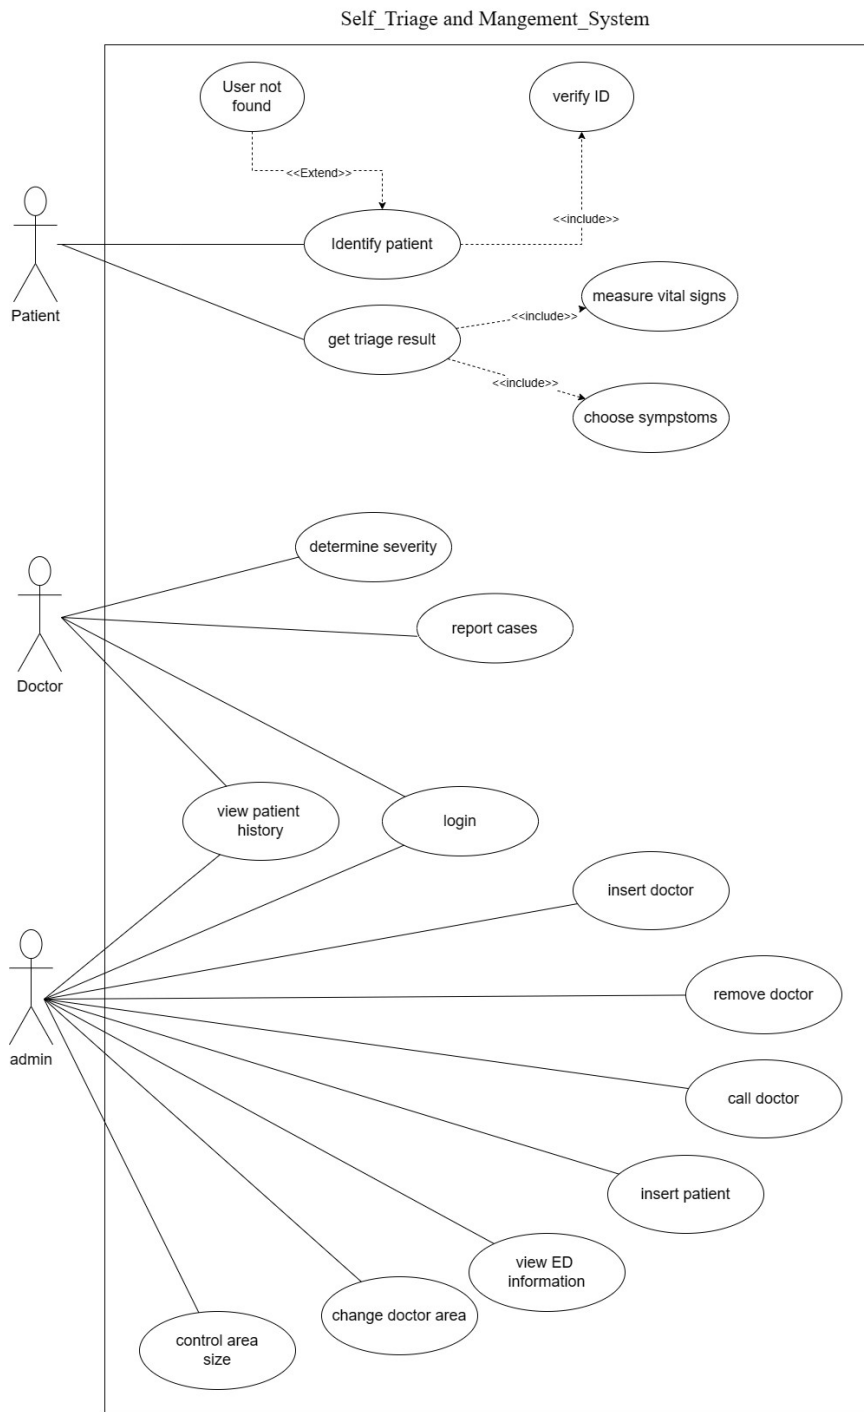 Self_Triage and Mangement_System
User not
found
verify ID
<<Extend>>
<<include>>
Identify patient
Patient
measure vital signs
<<include>>
get triage result
<<include>>
choose sympstoms
determine severity
report cases
Doctor
view patient
history
login
insert doctor
remove doctor
admin
call doctor
insert patient
view ED
information
change doctor area
control area
size